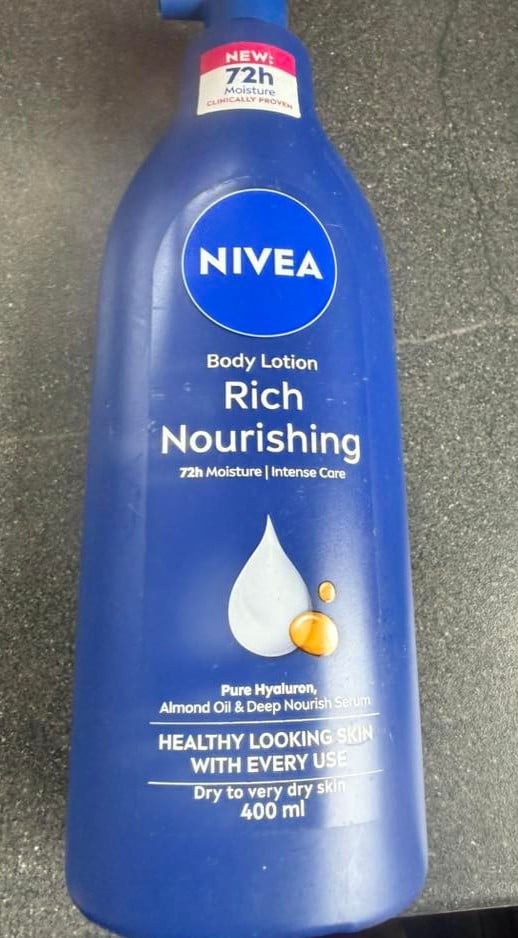 NEW:
72h
Moisture
CLINICALLY PROVEN
NIVEA
Body Lotion
Rich
Nourishing
72h Moisture | Intense Care
Pure Hyaluron,
Almond Oil & Deep Nourish Serum
HEALTHY LOOKING SKIN
WITH EVERY USE
Dry to very dry skin
400 ml